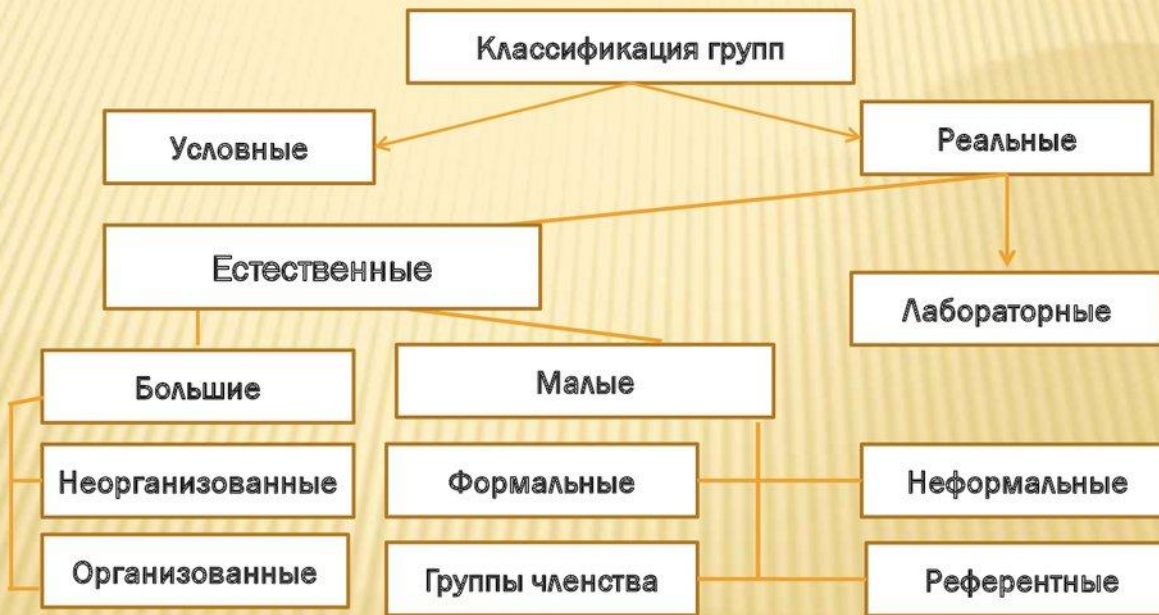 Классификация групп
Условные
Реальные
Естественные
Лабораторные
Большие
Малые
Неорганизованные
Формальные
Неформальные
Организованные
Группы членства
Референтные